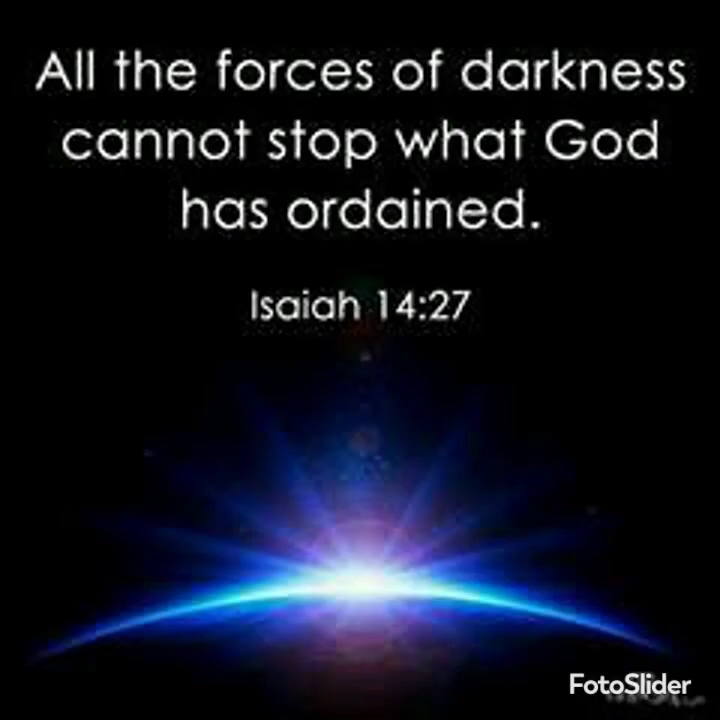 All the forces of darkness
cannot stop what God
has ordained.
Isaiah 14:27
FotoSlider